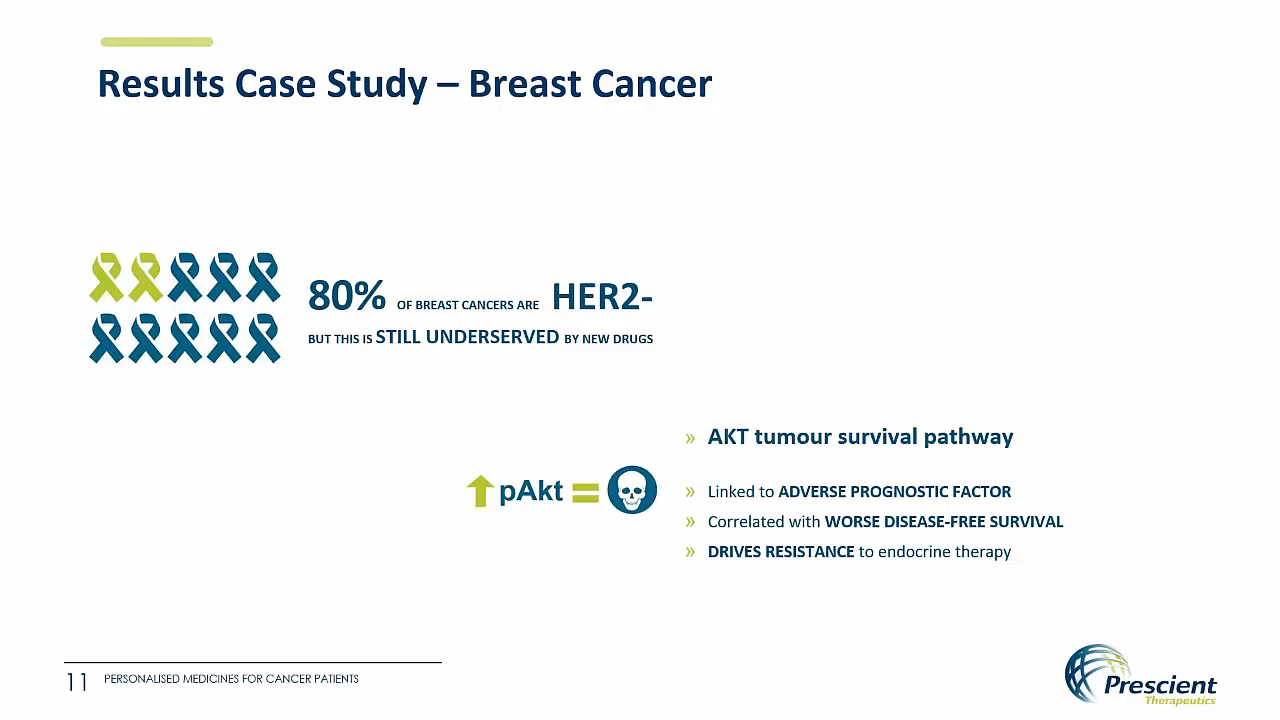 Results Case Study – Breast Cancer
80% OF BREAST CANCERS ARE HER2-
BUT THIS IS STILL UNDERSERVED BY NEW DRUGS
» AKT tumour survival pathway
pAkt =
» Linked to ADVERSE PROGNOSTIC FACTOR
» Correlated with WORSE DISEASE-FREE SURVIVAL
» DRIVES RESISTANCE to endocrine therapy
11 PERSONALISED MEDICINES FOR CANCER PATIENTS
Prescient
Therapeutics